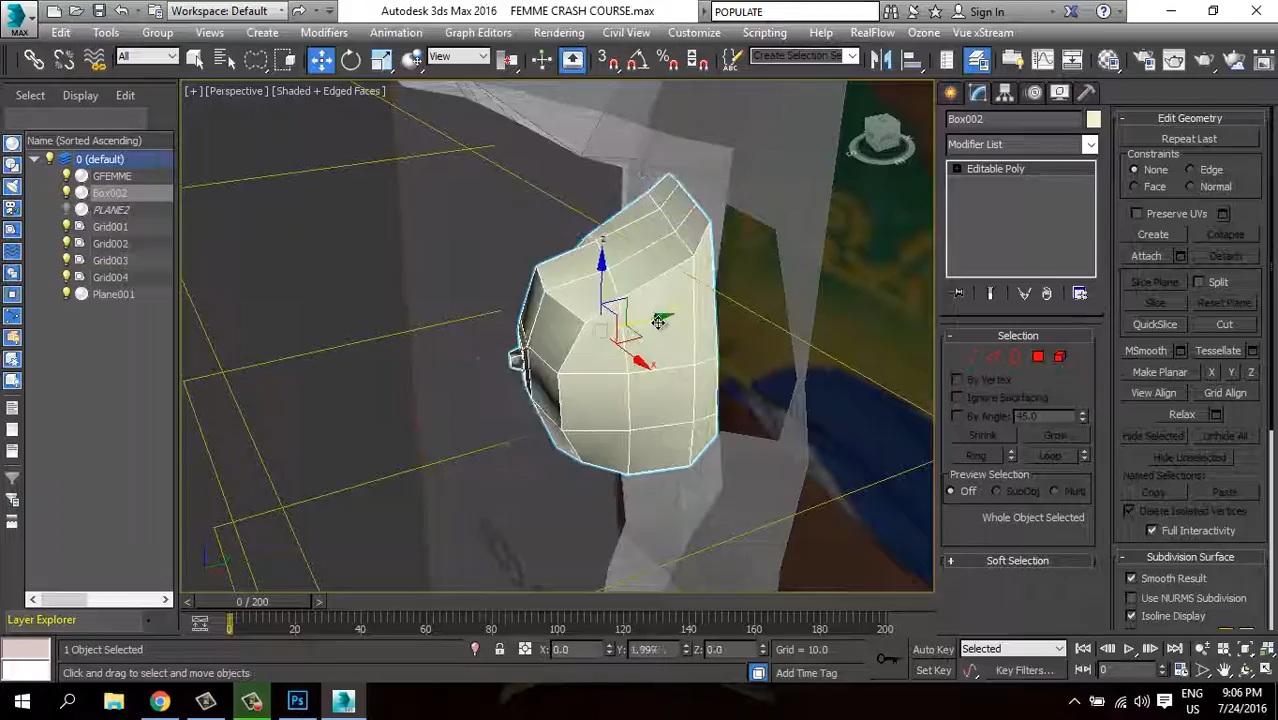 Workspace: Default
Autodesk 3ds Max 2016    FEMME CRASH COURSE.max
POPULATE
Sign In
MAX
Edit Tools Group Views Create Modifiers Animation Graph Editors Rendering Civil View Customize Scripting Help RealFlow Ozone Vue xStream
All
View
Create Selection Se
Select Display Edit
[+] [Perspective] [Shaded + Edged Faces]
Name (Sorted Ascending)
0 (default)
GFEMME
Box002
PLANE2
Grid001
Grid002
Grid003
Grid004
Plane001
Layer Explorer
z
x
Box002
Modifier List
Editable Poly
Selection
By Vertex
Ignore Backfacing
By Angle: 45.0
Shrink Grow
Ring Loop
Preview Selection
Off SubObj Multi
Whole Object Selected
Soft Selection
Edit Geometry
Repeat Last
Constraints
None Edge
Face Normal
Preserve UVs
Create Collapse
Attach Detach
Slice Plane Split
Slice Reset Plane
QuickSlice Cut
MSmooth Tessellate
Make Planar X Y Z
View Align Grid Align
Relax
Hide Selected Unhide All
Hide Unselected
Named Selections:
Copy Paste
Delete Isolated Vertices
Full Interactivity
Subdivision Surface
Smooth Result
Use NURMS Subdivision
Isoline Display
0 / 200
0 20 40 60 80 100 120 140 160 180 200
1 Object Selected
X: 0.0 Y: 1.999 Z: 0.0 Grid = 10.0
Auto Key Selected
Click and drag to select and move objects
Add Time Tag
Set Key Key Filters...
0
ENG
US
9:06 PM
7/24/2016